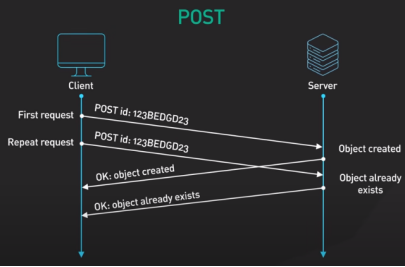 POST
Client
Server
First request
POST id: 123BEDGD23
Repeat request
POST id: 123BEDGD23
Object created
OK: object created
Object already
exists
OK: object already exists